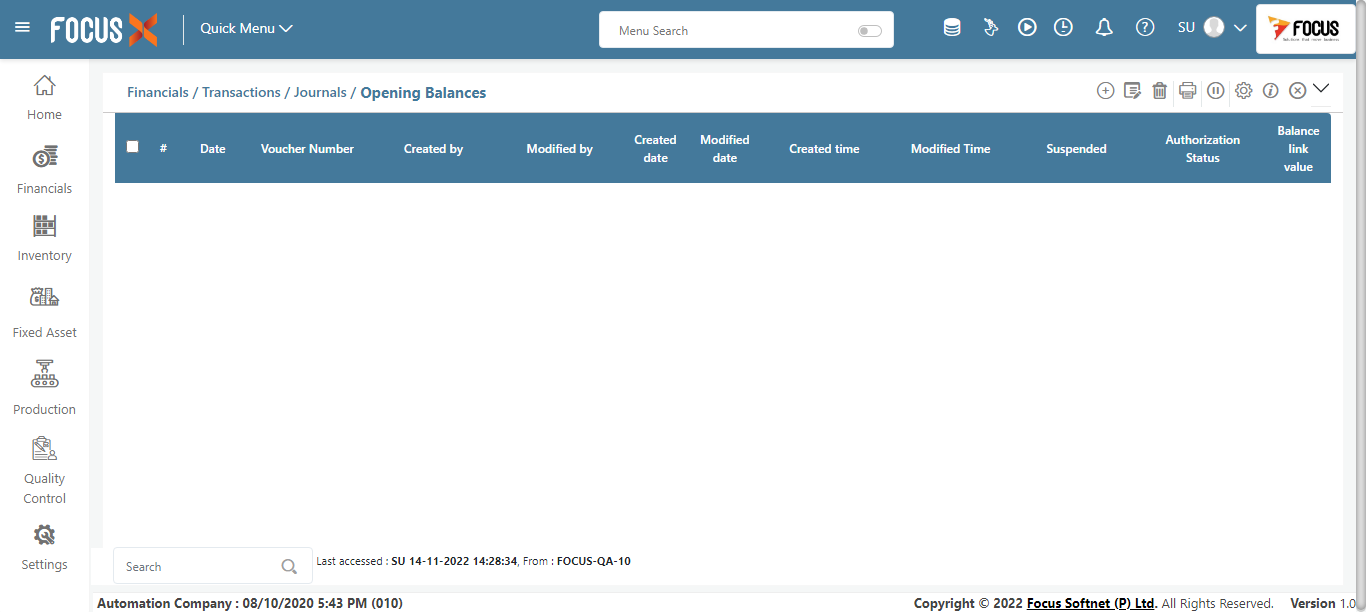 FOCUS X
Quick Menu
Menu Search
SU
FOCUS
Home
Financials
Inventory
Fixed Asset
Production
Quality
Control
Settings
Financials / Transactions / Journals / Opening Balances
#
Date
Voucher Number
Created by
Modified by
Created
date
Modified
date
Created time
Modified Time
Suspended
Authorization
Status
Balance
link
value
Search
Last accessed : SU 14-11-2022 14:28:34, From : FOCUS-QA-10
Automation Company : 08/10/2020 5:43 PM (010)
Copyright © 2022 Focus Softnet (P) Ltd. All Rights Reserved. Version 1.0